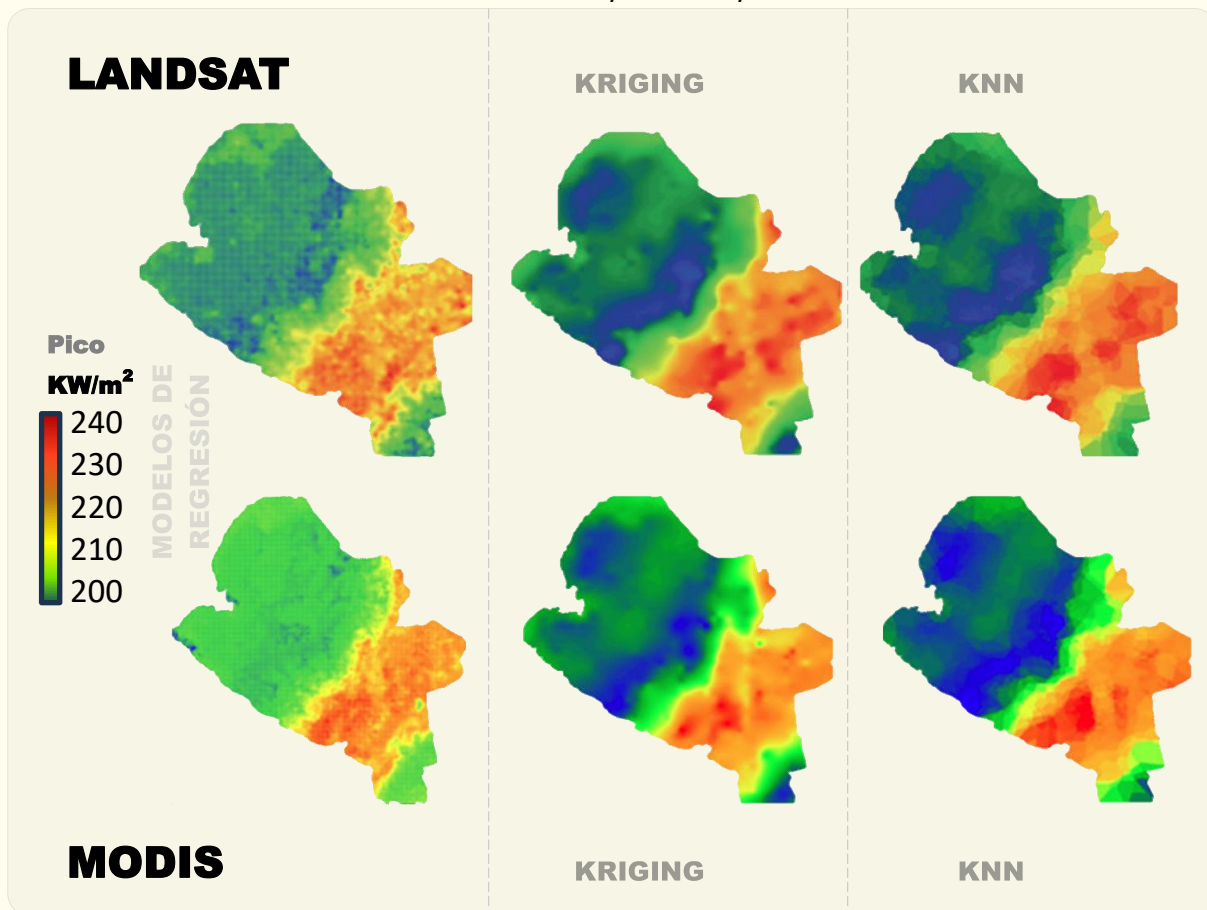 LANDSAT
KRIGING
KNN
Pico
KW/m²
240
230
220
210
200
MODELOS DE
REGRESIÓN
MODIS
KRIGING
KNN